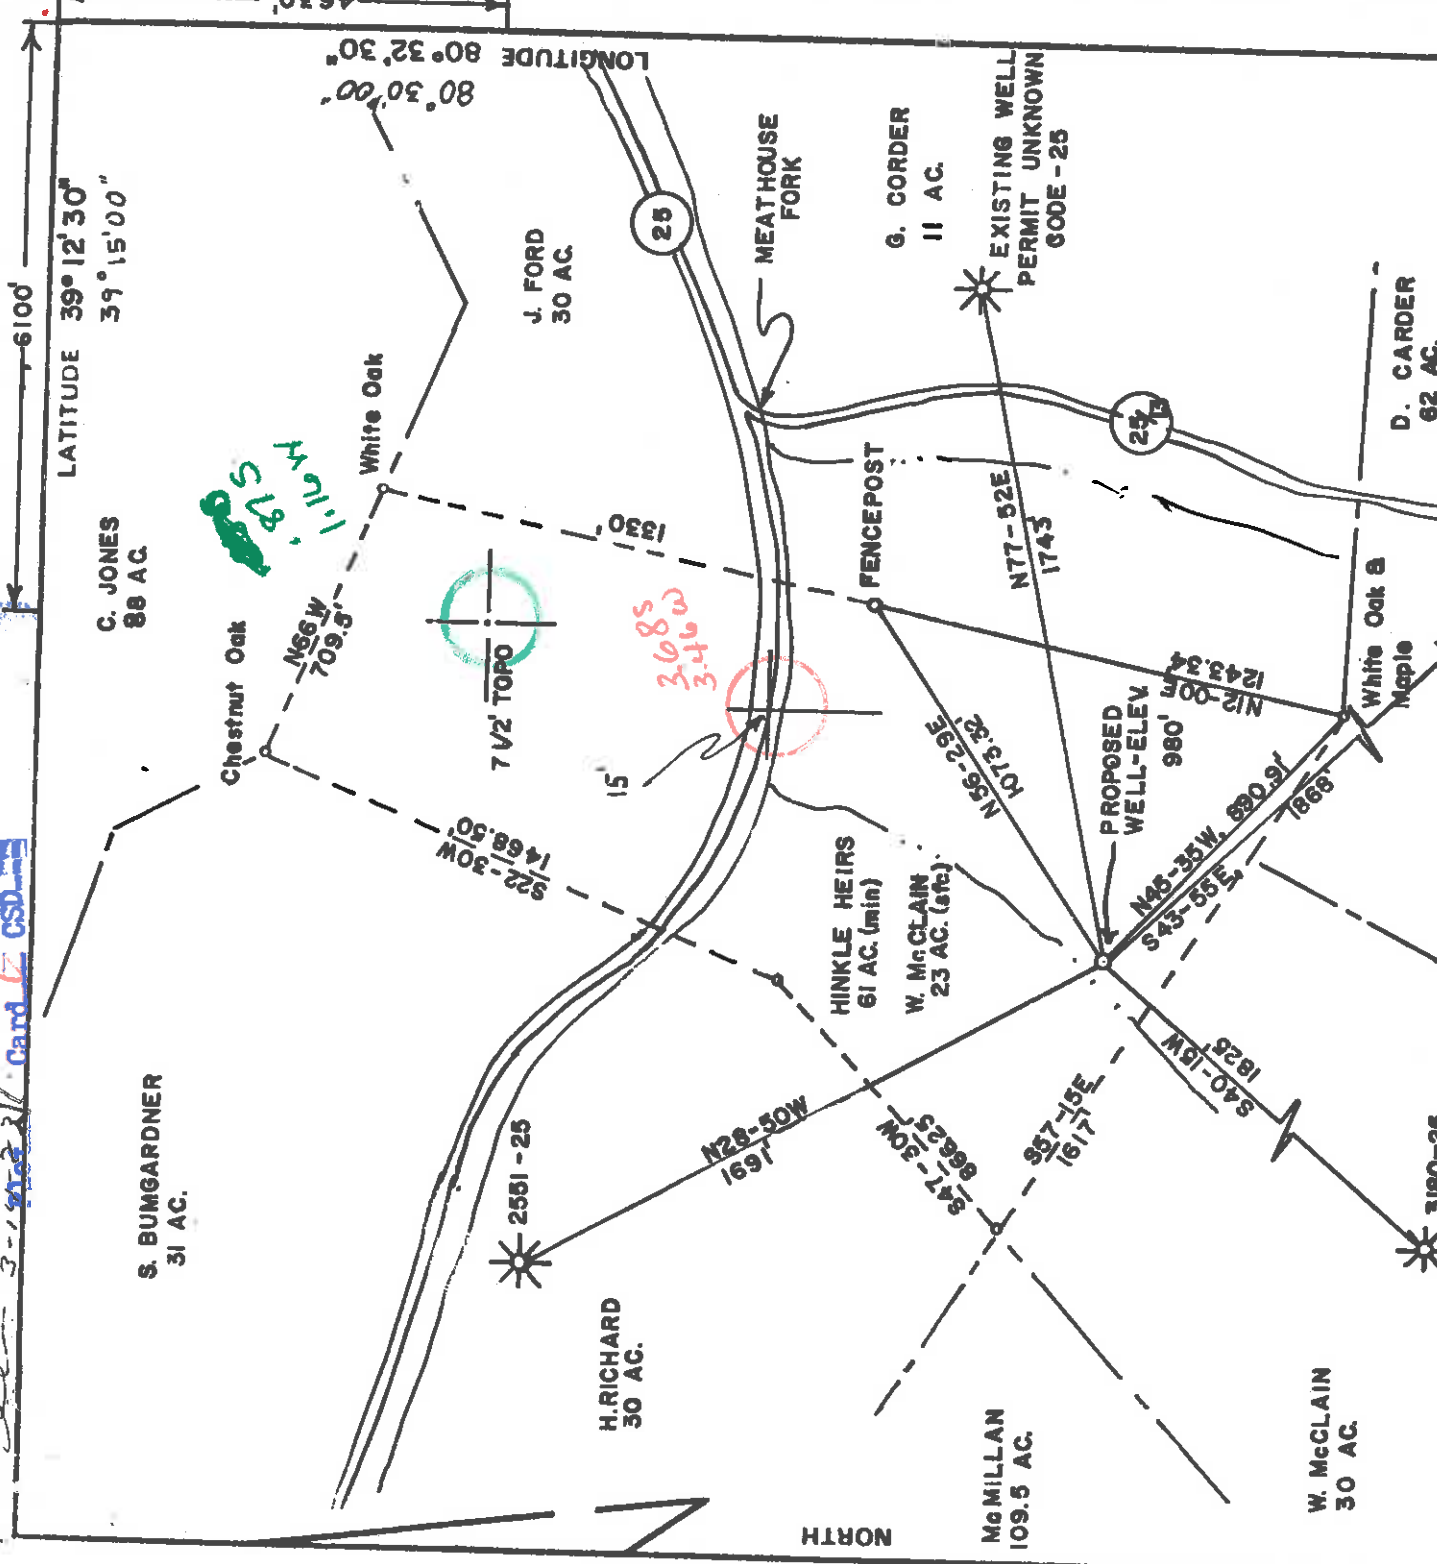 6100'
4630'
LATITUDE 39° 12' 30"
39° 15' 00"
LONGITUDE 80° 32' 30"
80° 30' 00"
Card CSD
C. JONES
88 AC.
.87 S
1.16 W
Chestnut Oak
N66 W
709.5'
White Oak
1330'
7 1/2' TOPO
S22-30W
1468.50'
J. FORD
30 AC.
25
MEATHOUSE
FORK
G. CORDER
11 AC.
EXISTING WELL
PERMIT UNKNOWN
CODE-25
3.68 S
3.46 W
15'
FENCEPOST
N77-52E
1743'
25/13
D. CARDER
62 AC.
White Oak &
Maple
N12-00E
1243.34
N56-29E
1073.32'
PROPOSED
WELL-ELEV.
980'
N45-35W, 890.91'
S43-55E
1868'
HINKLE HEIRS
61 AC. (min)
W. McCLAIN
23 AC. (sfc)
S40-15W
1825'
S57-15E
1617
S47-30W
866.25
N28-50W
1691'
2551-25
S. BUMGARDNER
31 AC.
H. RICHARD
30 AC.
NORTH
McMILLAN
109.5 AC.
W. McCLAIN
30 AC.